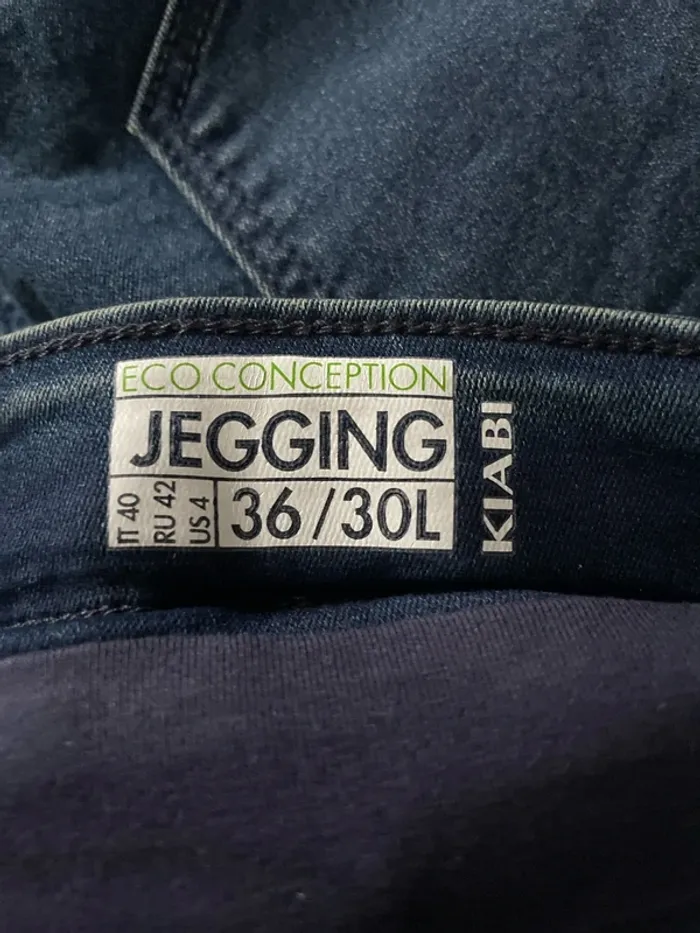 ECO CONCEPTION
JEGGING
IT 40
RU 42
US 4
36/30L
KIABI